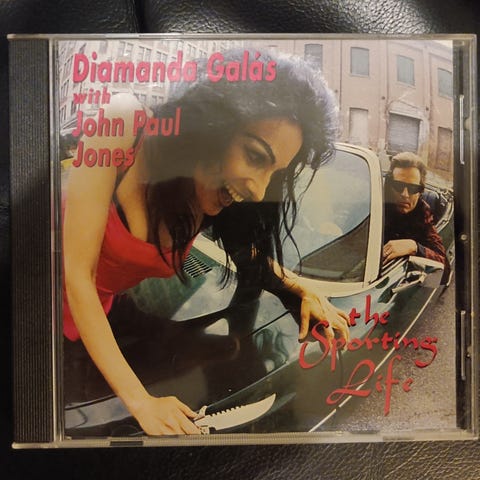 Diamanda Galás
with
John Paul
Jones
the
Sporting
Life